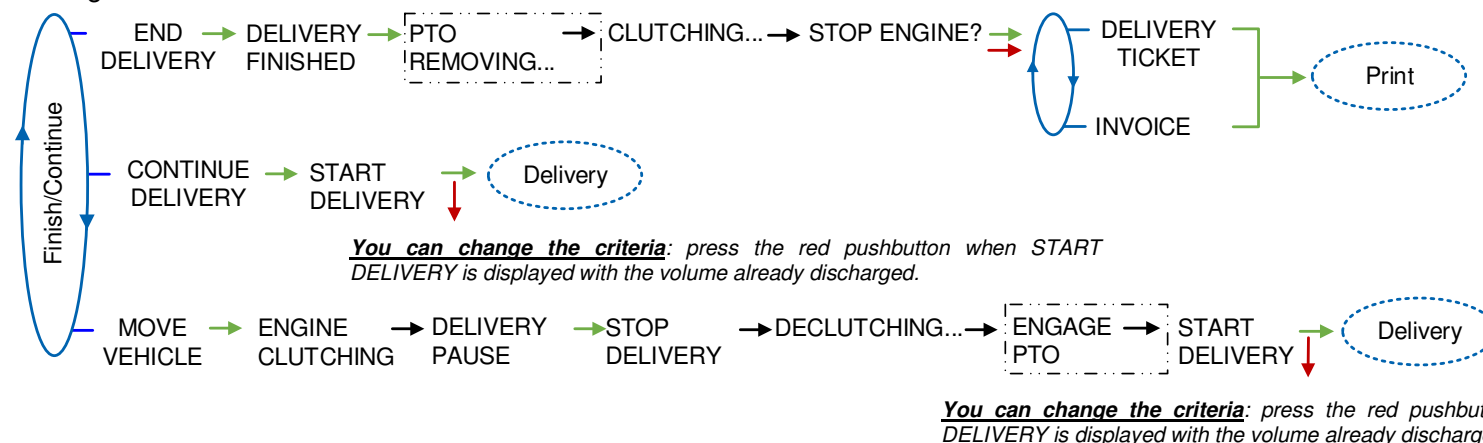 END
DELIVERY
DELIVERY
FINISHED
PTO
REMOVING...
CLUTCHING...
STOP ENGINE?
DELIVERY
TICKET
INVOICE
Print
Finish/Continue
CONTINUE
DELIVERY
START
DELIVERY
Delivery
You can change the criteria: press the red pushbutton when START
DELIVERY is displayed with the volume already discharged.
MOVE
VEHICLE
ENGINE
CLUTCHING
DELIVERY
PAUSE
STOP
DELIVERY
DECLUTCHING...
ENGAGE
PTO
START
DELIVERY
Delivery
You can change the criteria: press the red pushbut
DELIVERY is displayed with the volume already discharg